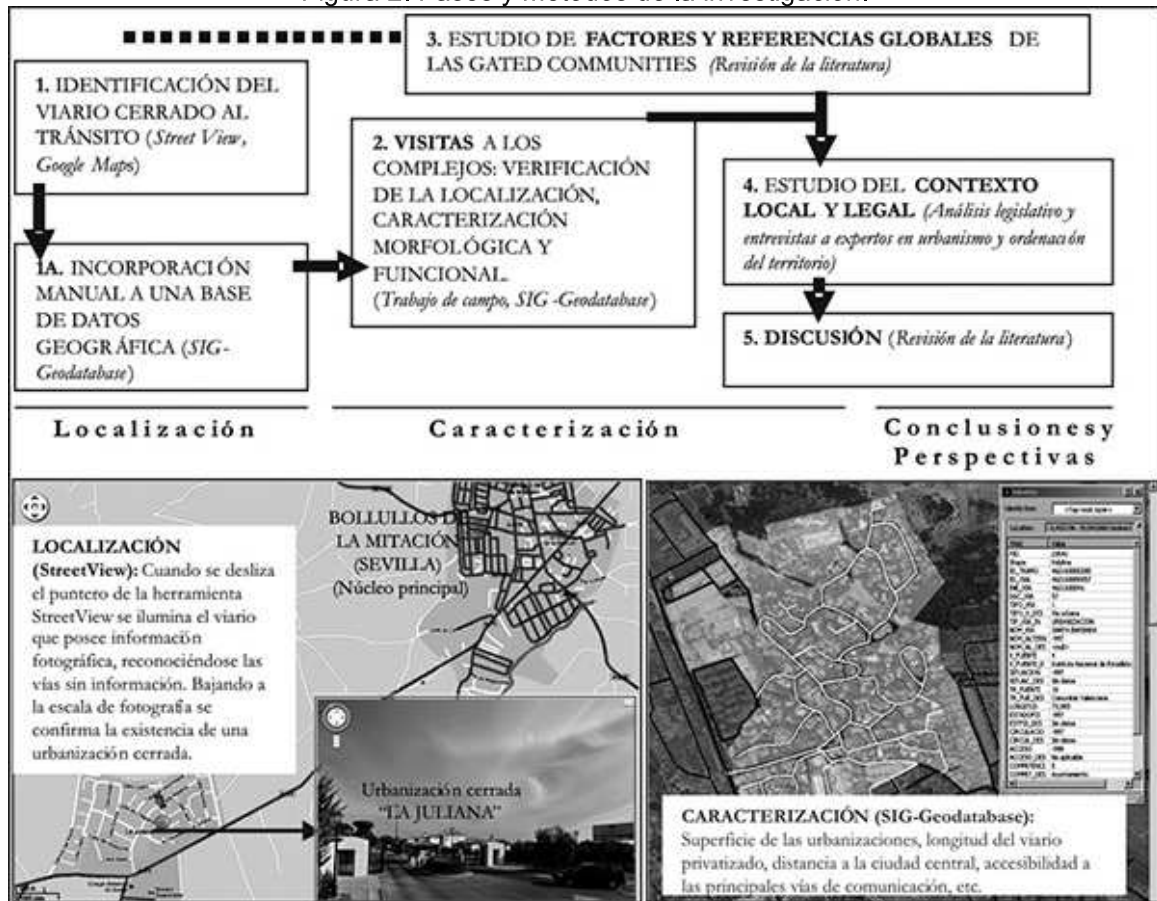 3. ESTUDIO DE FACTORES Y REFERENCIAS GLOBALES DE
LAS GATED COMMUNITIES (Revisión de la literatura)
1. IDENTIFICACIÓN DEL
VIARIO CERRADO AL
TRÁNSITO (Street View,
Google Maps)
2. VISITAS A LOS
COMPLEJOS: VERIFICACIÓN
DE LA LOCALIZACIÓN,
CARACTERIZACIÓN
MORFOLÓGICA Y
FUINCIONAL.
(Trabajo de campo, SIG -Geodatabase)
4. ESTUDIO DEL CONTEXTO
LOCAL Y LEGAL (Análisis legislativo y
entrevistas a expertos en urbanismo y ordenación
del territorio)
1A. INCORPORACIÓN
MANUAL A UNA BASE
DE DATOS
GEOGRÁFICA (SIG-
Geodatabase)
5. DISCUSIÓN (Revisión de la literatura)
Localización
Caracterización
Conclusionesy
Perspectivas
LOCALIZACIÓN
(StreetView): Cuando se desliza
el puntero de la herramienta
StreetView se ilumina el viario
que posee información
fotográfica, reconociéndose las
vías sin información. Bajando a
la escala de fotografía se
confirma la existencia de una
urbanización cerrada.
BOLLULLOS DE
LA MITACIÓN
(SEVILLA)
(Núcleo principal)
Urbanización cerrada
"LA JULIANA"
CARACTERIZACIÓN (SIG-Geodatabase):
Superficie de las urbanizaciones, longitud del viario
privatizado, distancia a la ciudad central, accesibilidad a
las principales vías de comunicación, etc.